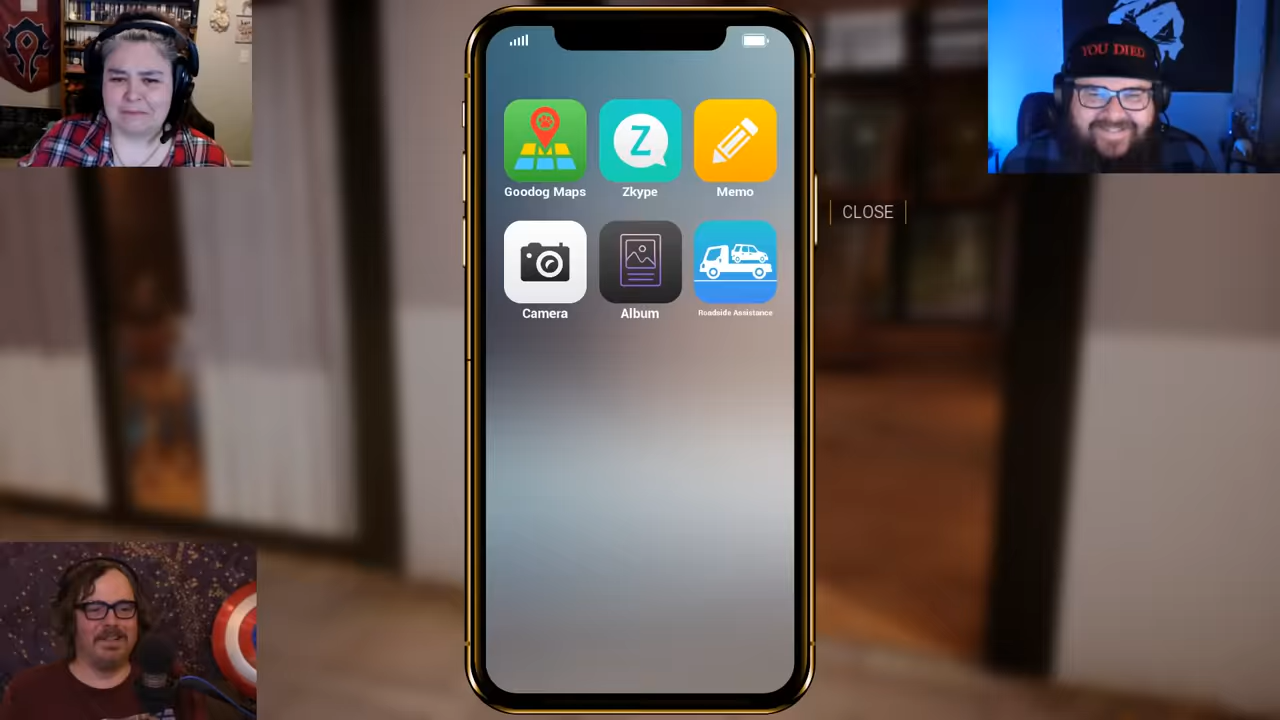 YOU DIED
Z
Goodog Maps
Zkype
Memo
CLOSE
Camera
Album
Roadside Assistance